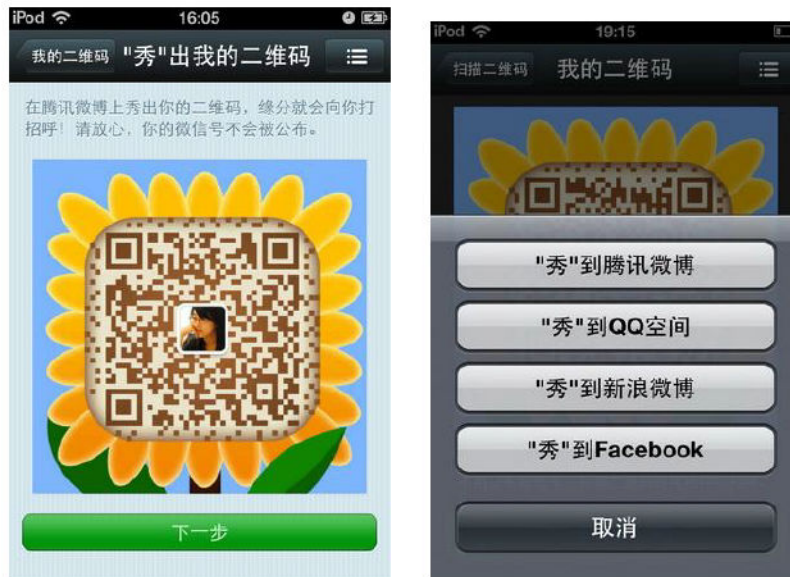 iPod 16:05
我的二维码 "秀"出我的二维码
在腾讯微博上秀出你的二维码，缘分就会向你打
招呼！请放心，你的微信号不会被公布。
下一步
iPod 19:15
扫描二维码 我的二维码
"秀"到腾讯微博
"秀"到QQ空间
"秀"到新浪微博
"秀"到Facebook
取消